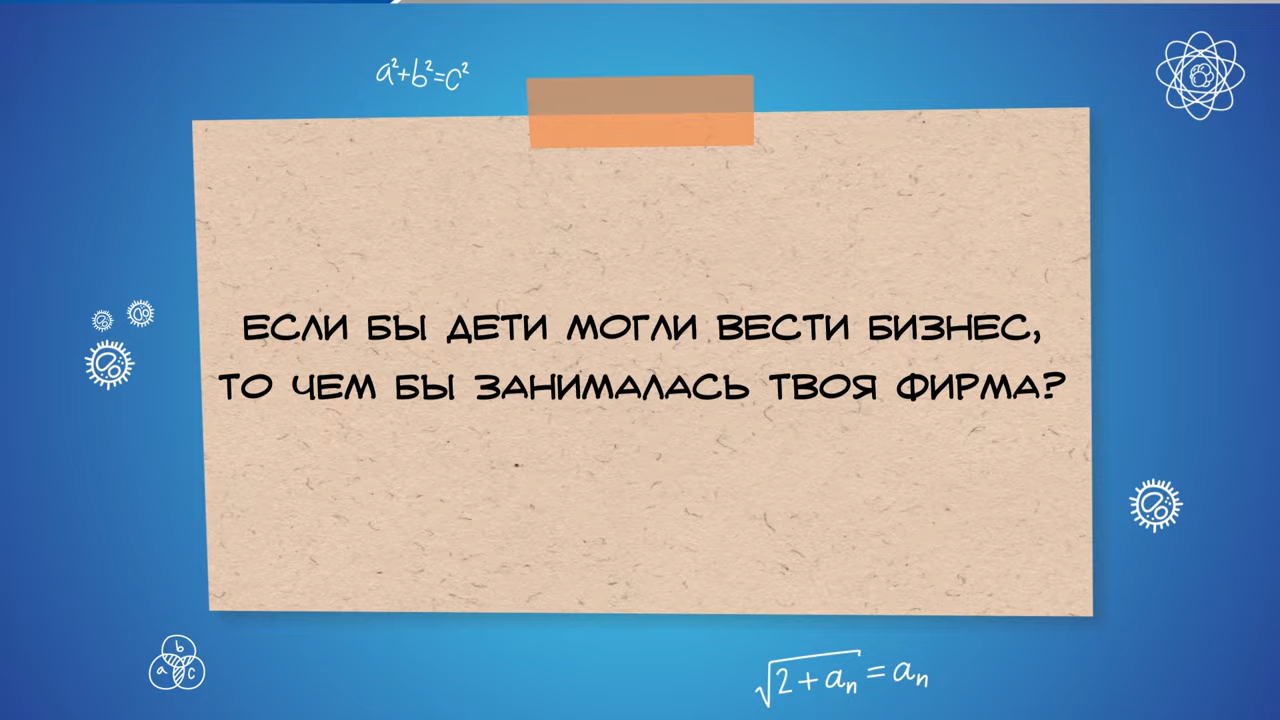 a²+b²=c²
ЕСЛИ БЫ ДЕТИ МОГЛИ ВЕСТИ БИЗНЕС,
ТО ЧЕМ БЫ ЗАНИМАЛАСЬ ТВОЯ ФИРМА?
b
a c
√2+aₙ = aₙ